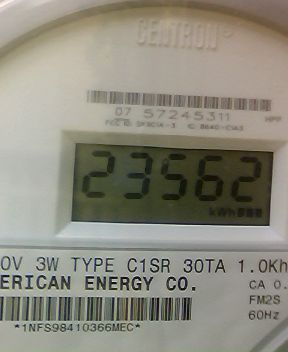 CENTRON
07 57245311
HPP
23562
kWh
0V 3W TYPE C1SR 30TA 1.0Kh
ERICAN ENERGY CO.
CA 0.
FM2S
60Hz
*1NFS98410366MEC*